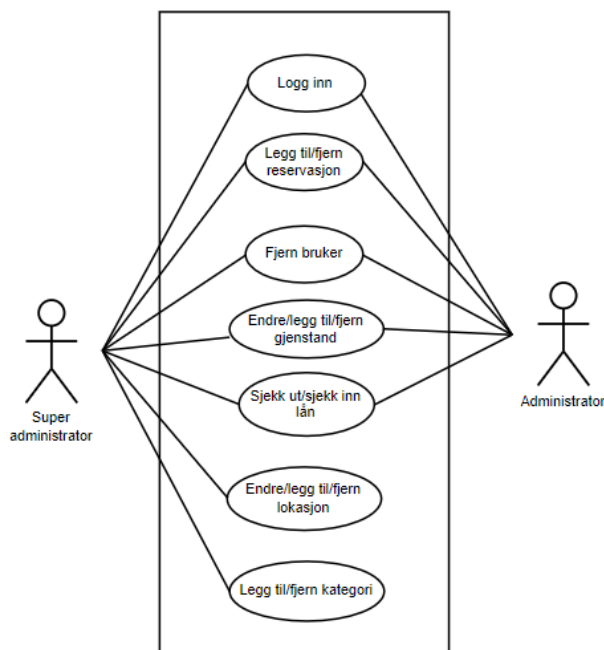 Logg inn
Legg til/fjern
reservasjon
Fjern bruker
Endre/legg til/fjern
gjenstand
Sjekk ut/sjekk inn
lån
Endre/legg til/fjern
lokasjon
Legg til/fjern kategori
Super
administrator
Administrator